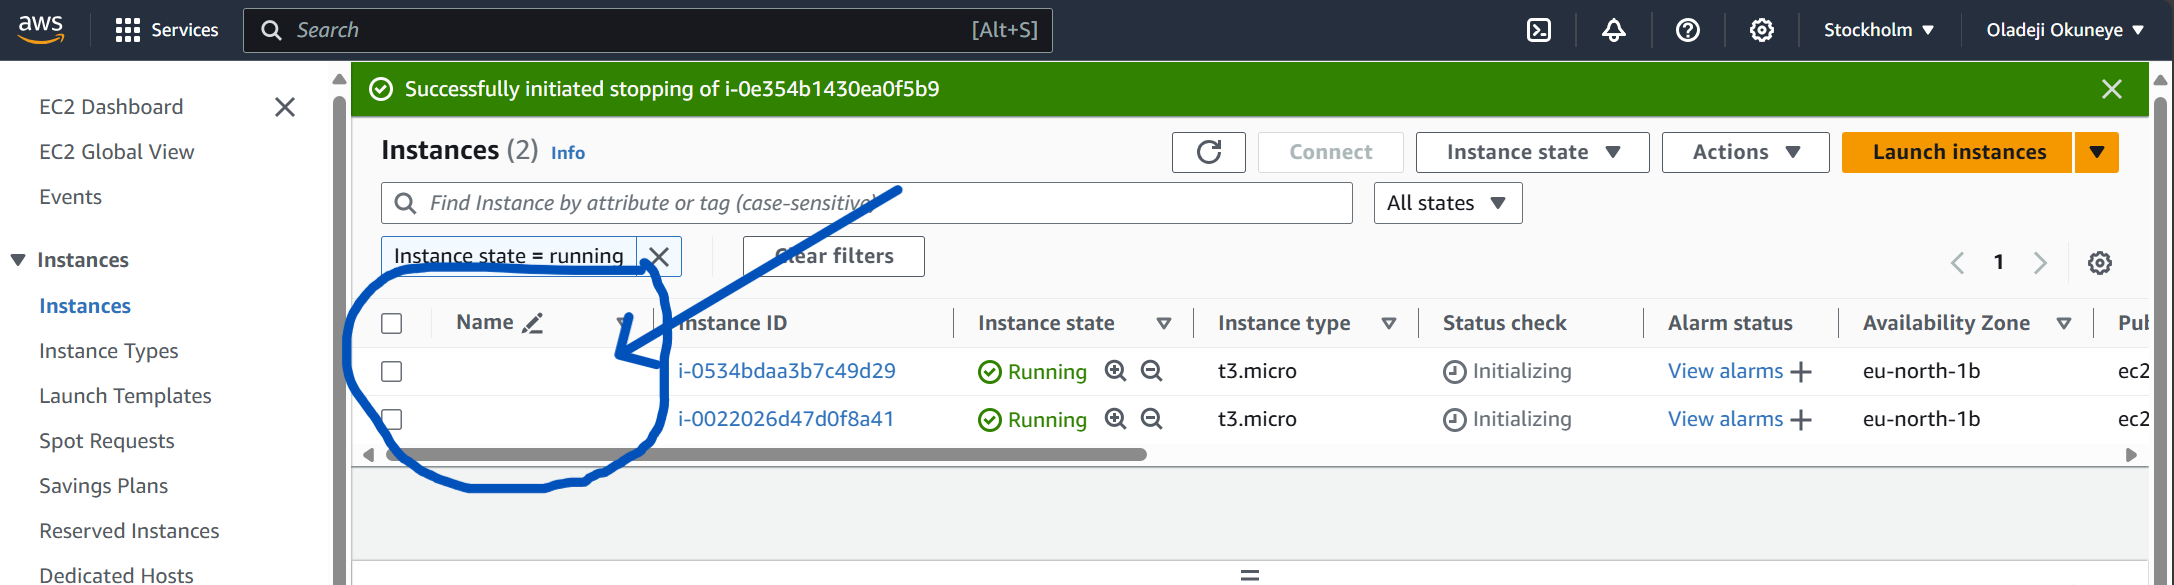 aws Services Search [Alt+S] Stockholm Oladeji Okuneye
Successfully initiated stopping of i-0e354b1430ea0f5b9
EC2 Dashboard
EC2 Global View
Events
Instances
Instances
Instance Types
Launch Templates
Spot Requests
Savings Plans
Reserved Instances
Dedicated Hosts
Instances (2) Info Connect Instance state Actions Launch instances
Find Instance by attribute or tag (case-sensitive) All states
Instance state = running Clear filters 1
Name Instance ID Instance state Instance type Status check Alarm status Availability Zone Pub
i-0534bdaa3b7c49d29 Running t3.micro Initializing View alarms + eu-north-1b ec2
i-0022026d47d0f8a41 Running t3.micro Initializing View alarms + eu-north-1b ec2